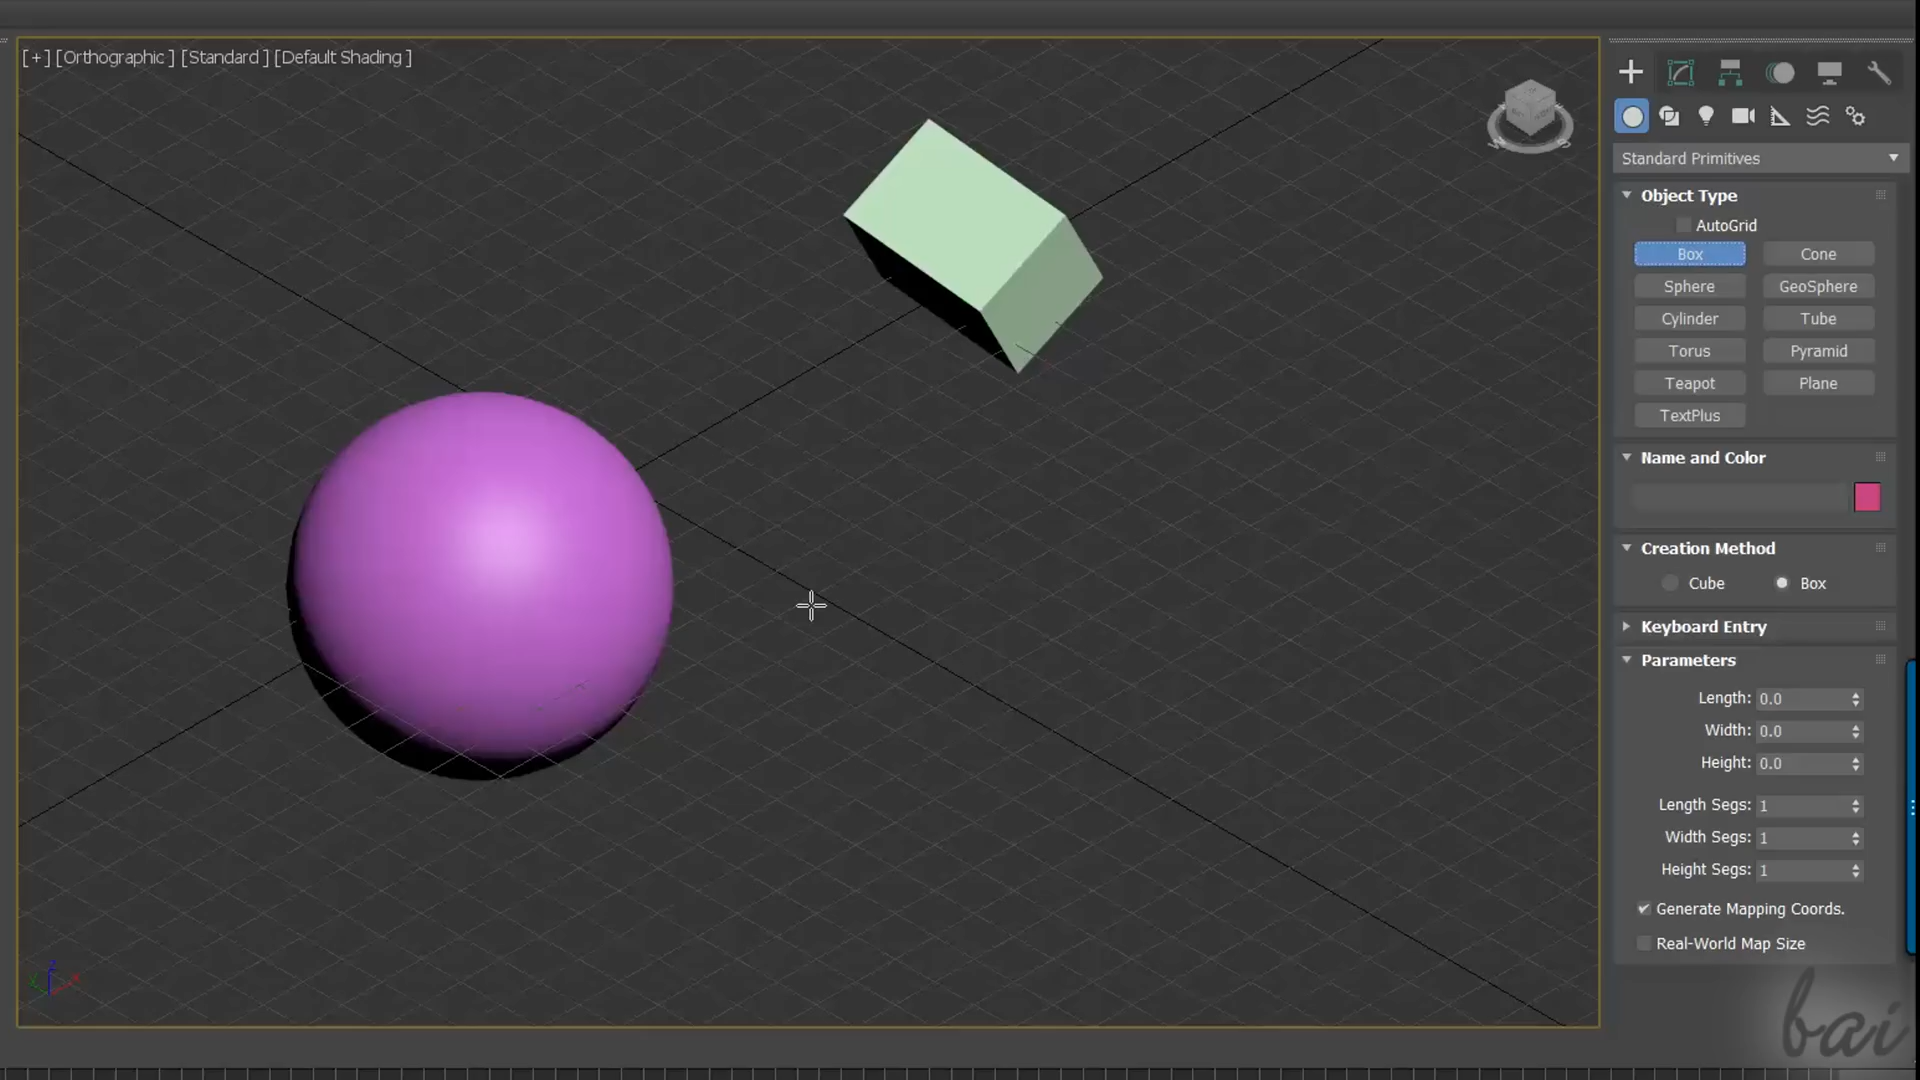 [+] [Orthographic ] [Standard ] [Default Shading ]
Standard Primitives
Object Type
AutoGrid
Box Cone
Sphere GeoSphere
Cylinder Tube
Torus Pyramid
Teapot Plane
TextPlus
Name and Color
Creation Method
Cube Box
Keyboard Entry
Parameters
Length: 0.0
Width: 0.0
Height: 0.0
Length Segs: 1
Width Segs: 1
Height Segs: 1
Generate Mapping Coords.
Real-World Map Size
z
x
bai